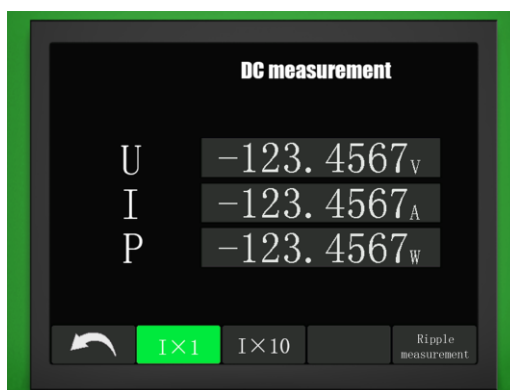 DC measurement
U -123.4567V
I -123.4567A
P -123.4567W
I×1 I×10 Ripple
measurement